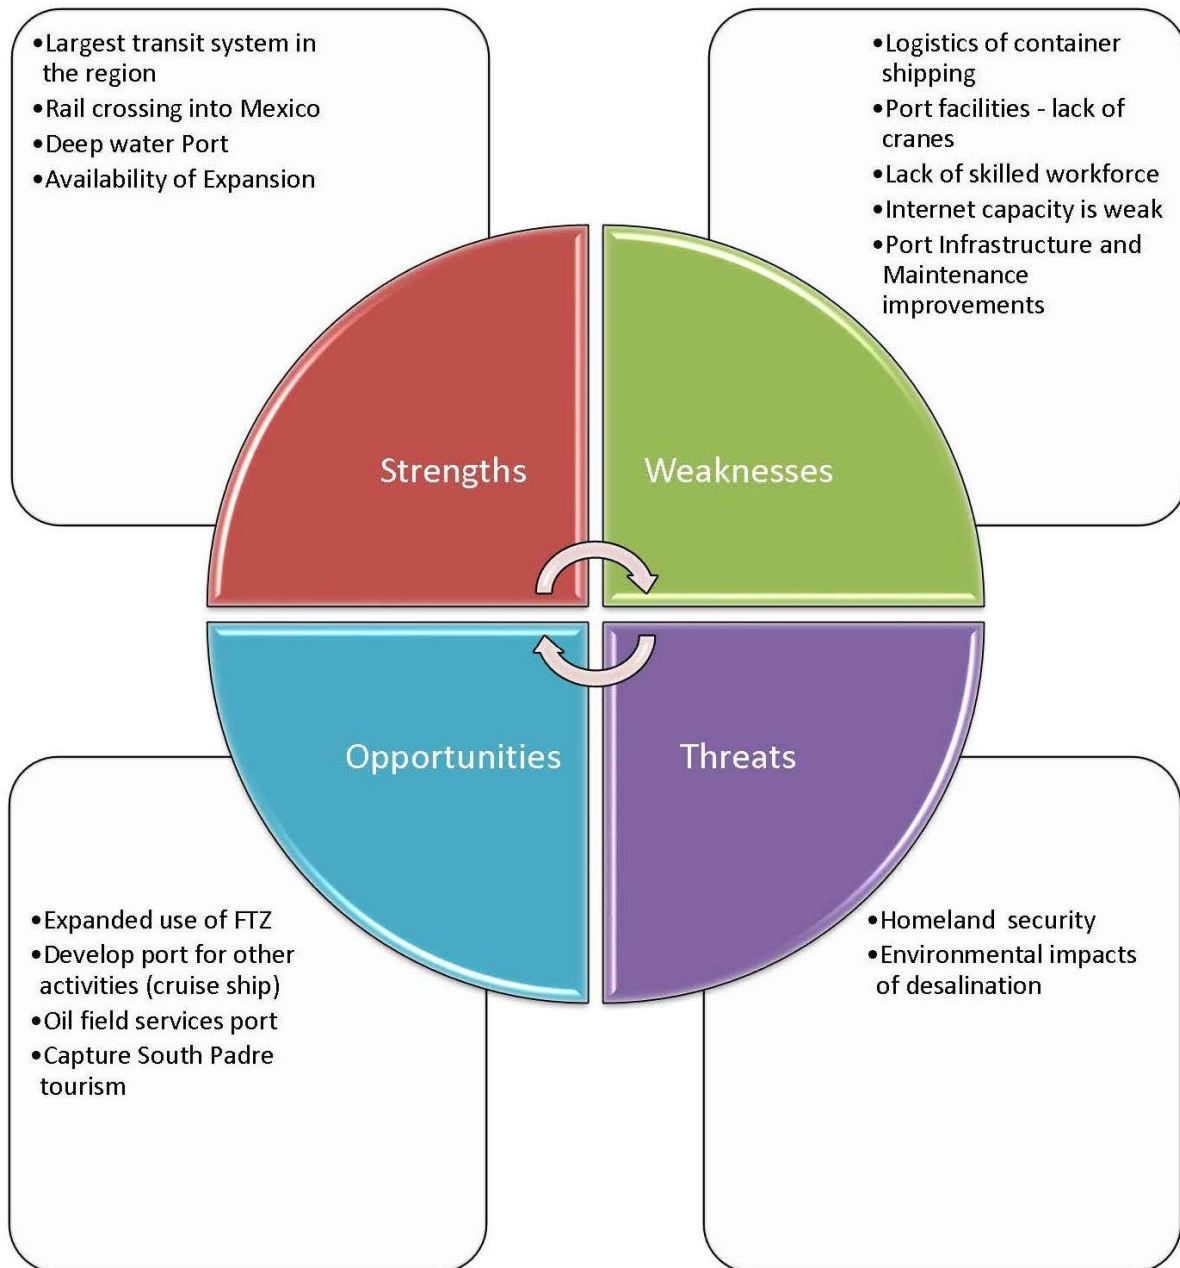 •Largest transit system in
the region
•Rail crossing into Mexico
•Deep water Port
•Availability of Expansion
•Logistics of container
shipping
•Port facilities - lack of
cranes
•Lack of skilled workforce
•Internet capacity is weak
•Port Infrastructure and
Maintenance
improvements
Strengths
Weaknesses
Opportunities
Threats
•Expanded use of FTZ
•Develop port for other
activities (cruise ship)
•Oil field services port
•Capture South Padre
tourism
•Homeland  security
•Environmental impacts
of desalination